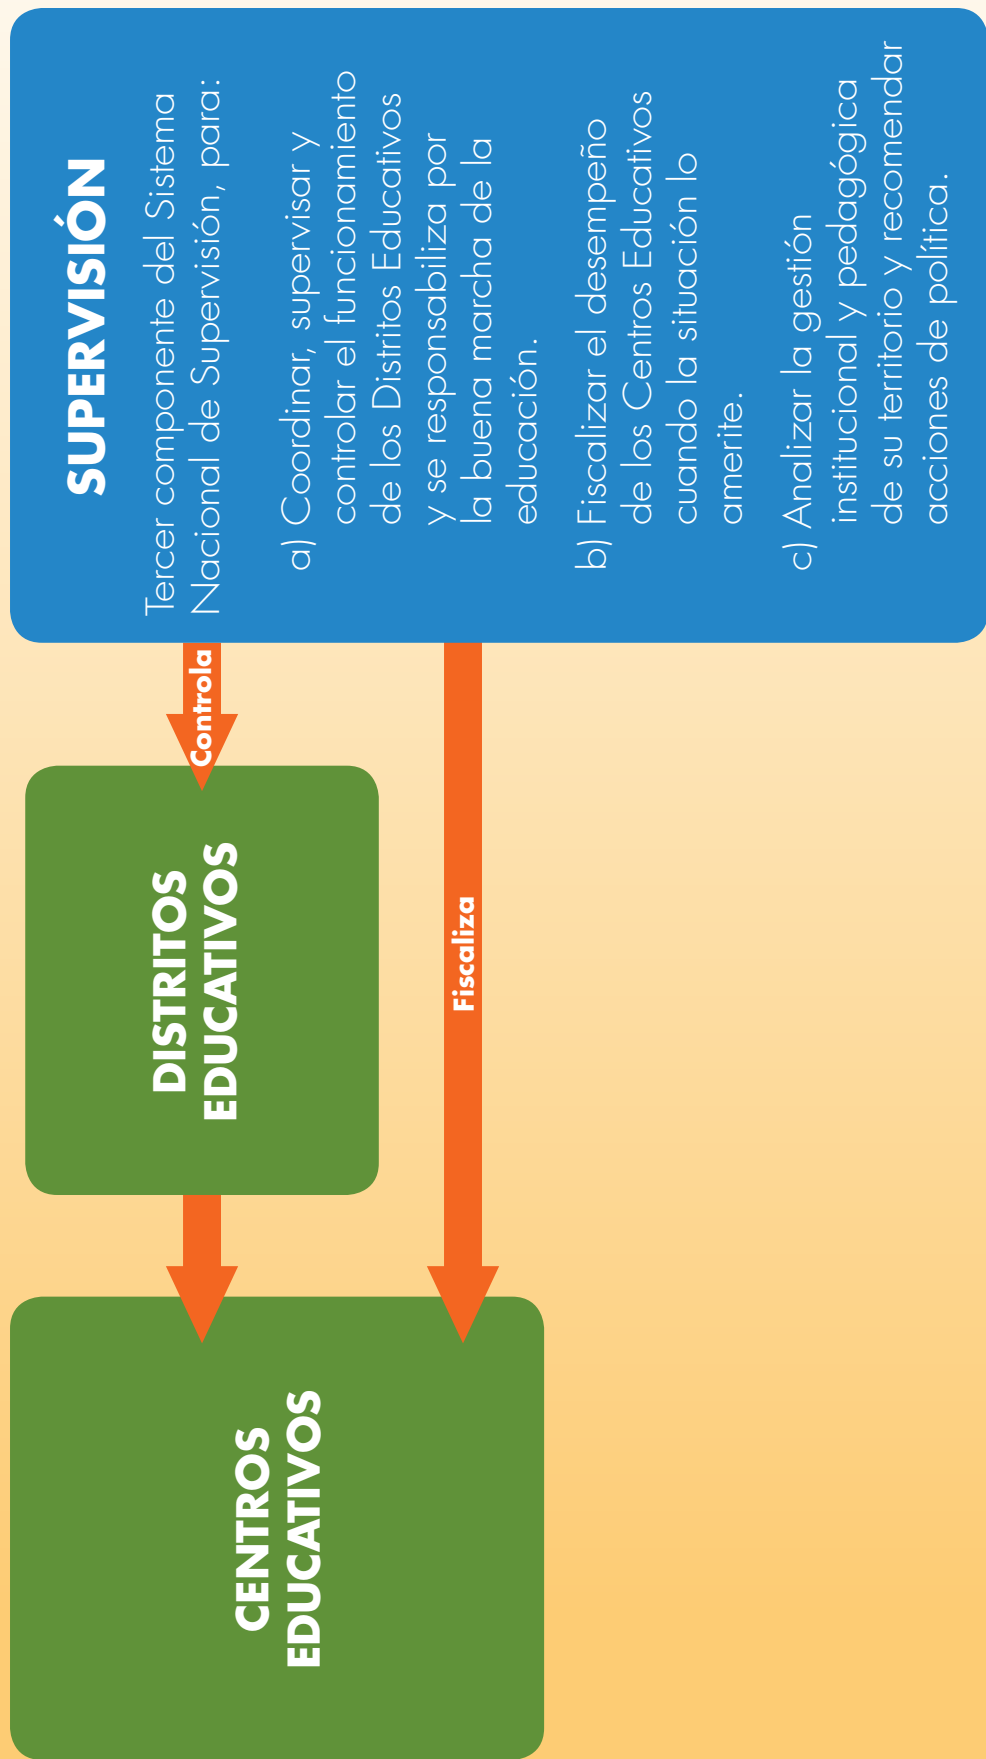 CENTROS
EDUCATIVOS
DISTRITOS
EDUCATIVOS
Controla
Fiscaliza
SUPERVISIÓN
Tercer componente del Sistema
Nacional de Supervisión, para:
a) Coordinar, supervisar y
controlar el funcionamiento
de los Distritos Educativos
y se responsabiliza por
la buena marcha de la
educación.
b) Fiscalizar el desempeño
de los Centros Educativos
cuando la situación lo
amerite.
c) Analizar la gestión
institucional y pedagógica
de su territorio y recomendar
acciones de política.